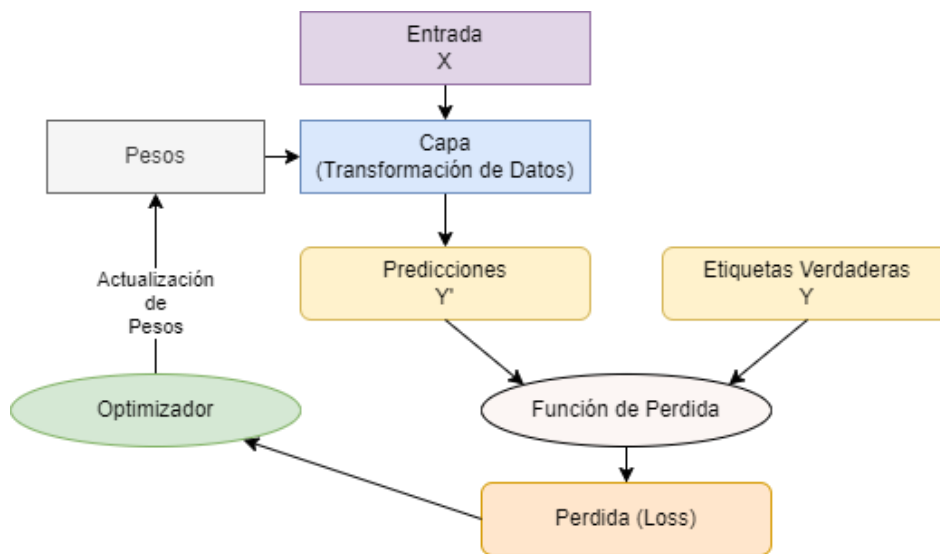 Entrada
X
Pesos
Capa
(Transformación de Datos)
Actualización
de
Pesos
Predicciones
Y'
Etiquetas Verdaderas
Y
Optimizador
Función de Perdida
Perdida (Loss)